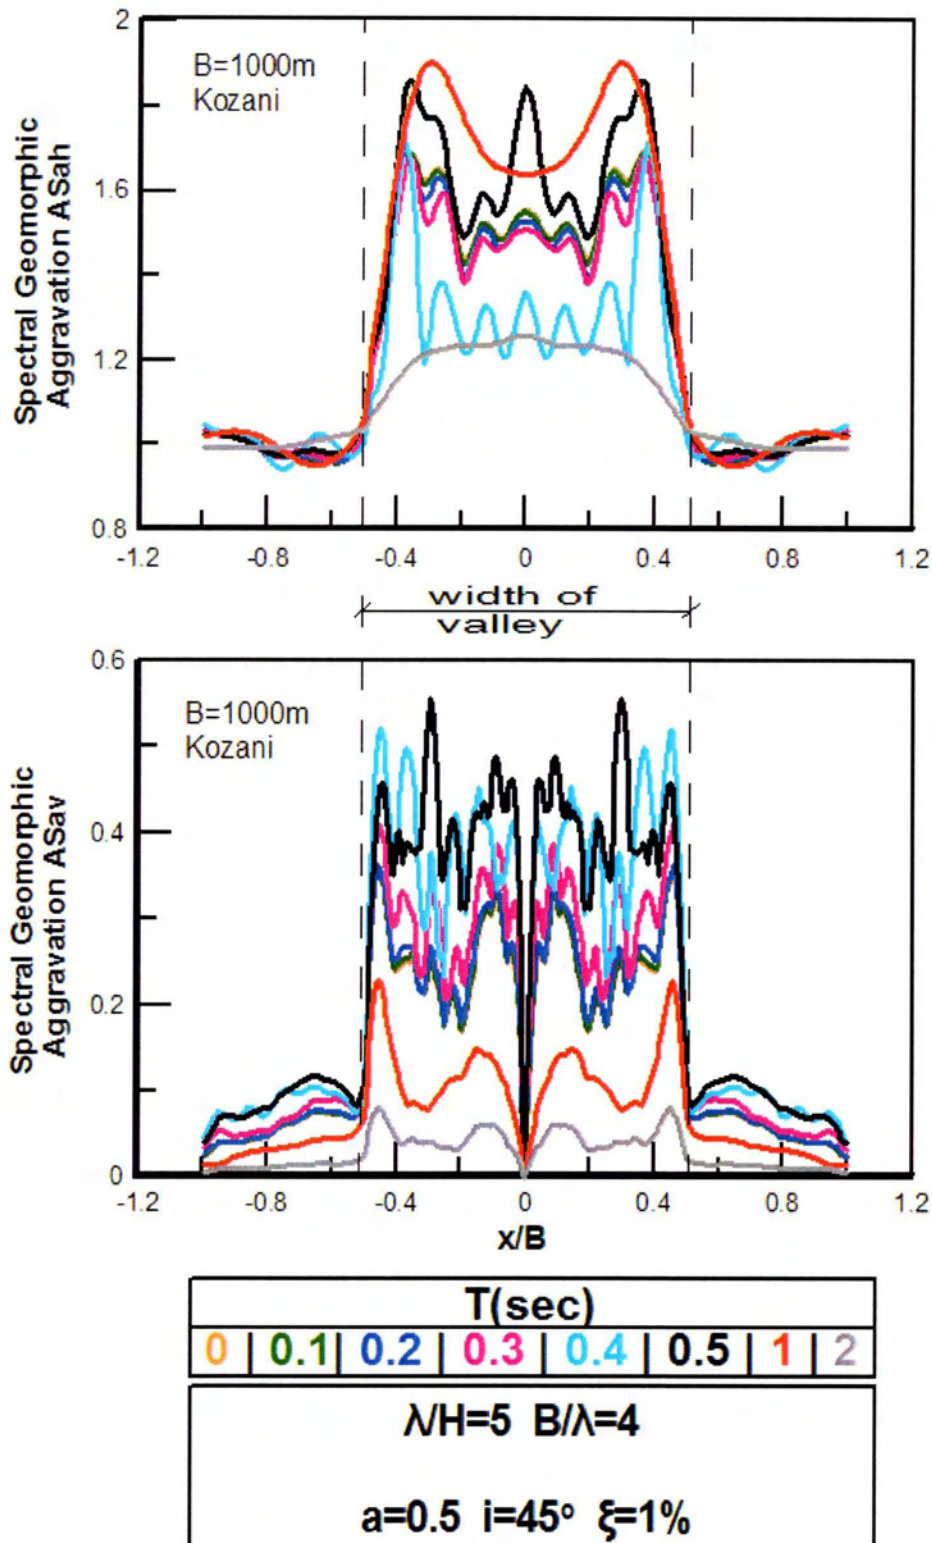 Spectral Geomorphic
Aggravation ASah
2
1.6
1.2
0.8
B=1000m
Kozani
-1.2 -0.8 -0.4 0 0.4 0.8 1.2
width of
valley
Spectral Geomorphic
Aggravation ASav
0.6
0.4
0.2
0
B=1000m
Kozani
-1.2 -0.8 -0.4 0 0.4 0.8 1.2
x/B
T(sec)
0 | 0.1 | 0.2 | 0.3 | 0.4 | 0.5 | 1 | 2
λ/H=5 B/λ=4
a=0.5 i=45° ξ=1%